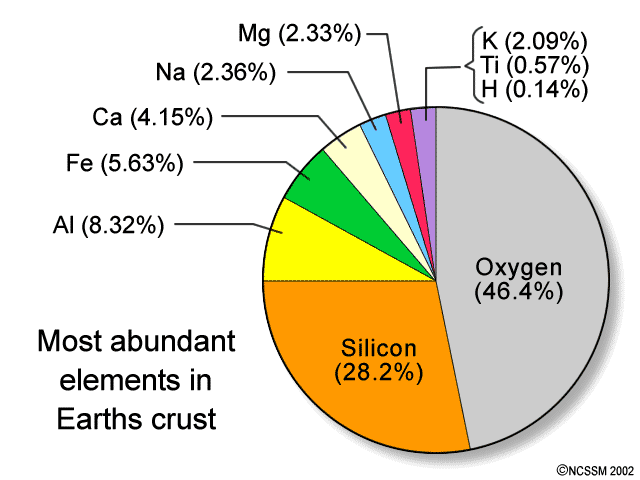 Mg (2.33%)
K (2.09%)
Na (2.36%)
Ti (0.57%)
H (0.14%)
Ca (4.15%)
Fe (5.63%)
Al (8.32%)
Oxygen
(46.4%)
Silicon
(28.2%)
Most abundant
elements in
Earths crust
©NCSSM 2002